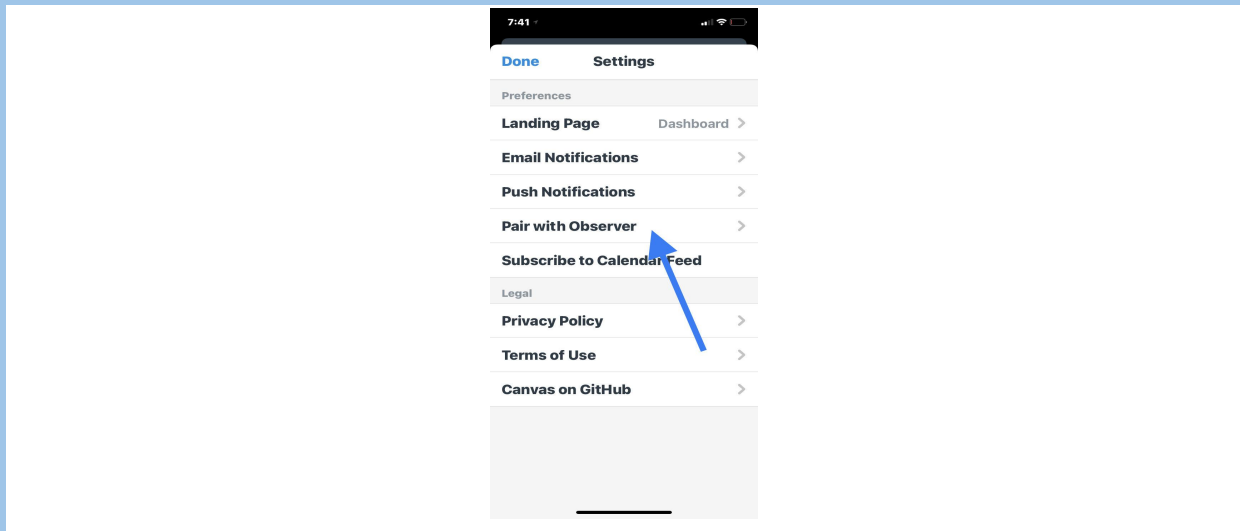 7:41
Done Settings
Preferences
Landing Page Dashboard
Email Notifications
Push Notifications
Pair with Observer
Subscribe to Calendar Feed
Legal
Privacy Policy
Terms of Use
Canvas on GitHub